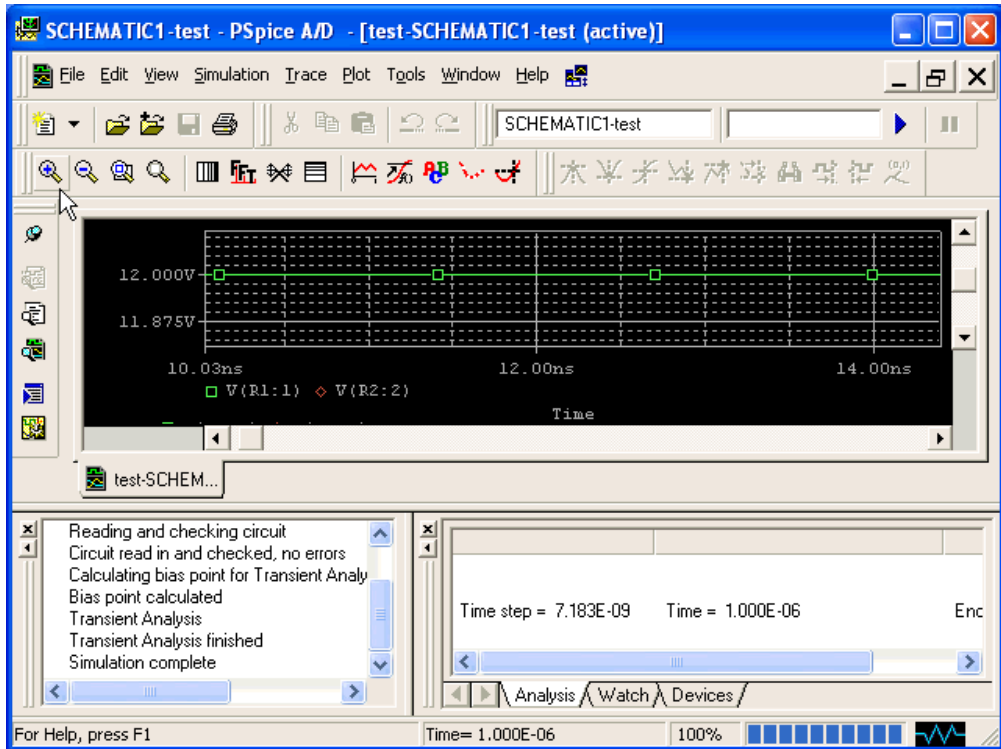 SCHEMATIC1-test - PSpice A/D - [test-SCHEMATIC1-test (active)]
File Edit View Simulation Trace Plot Tools Window Help
SCHEMATIC1-test
FFT
12.000V
11.875V
10.03ns 12.00ns 14.00ns
V(R1:1) V(R2:2)
Time
test-SCHEM...
Reading and checking circuit
Circuit read in and checked, no errors
Calculating bias point for Transient Analy
Bias point calculated
Transient Analysis
Transient Analysis finished
Simulation complete
Time step = 7.183E-09 Time = 1.000E-06 Enc
Analysis Watch Devices
For Help, press F1 Time= 1.000E-06 100%